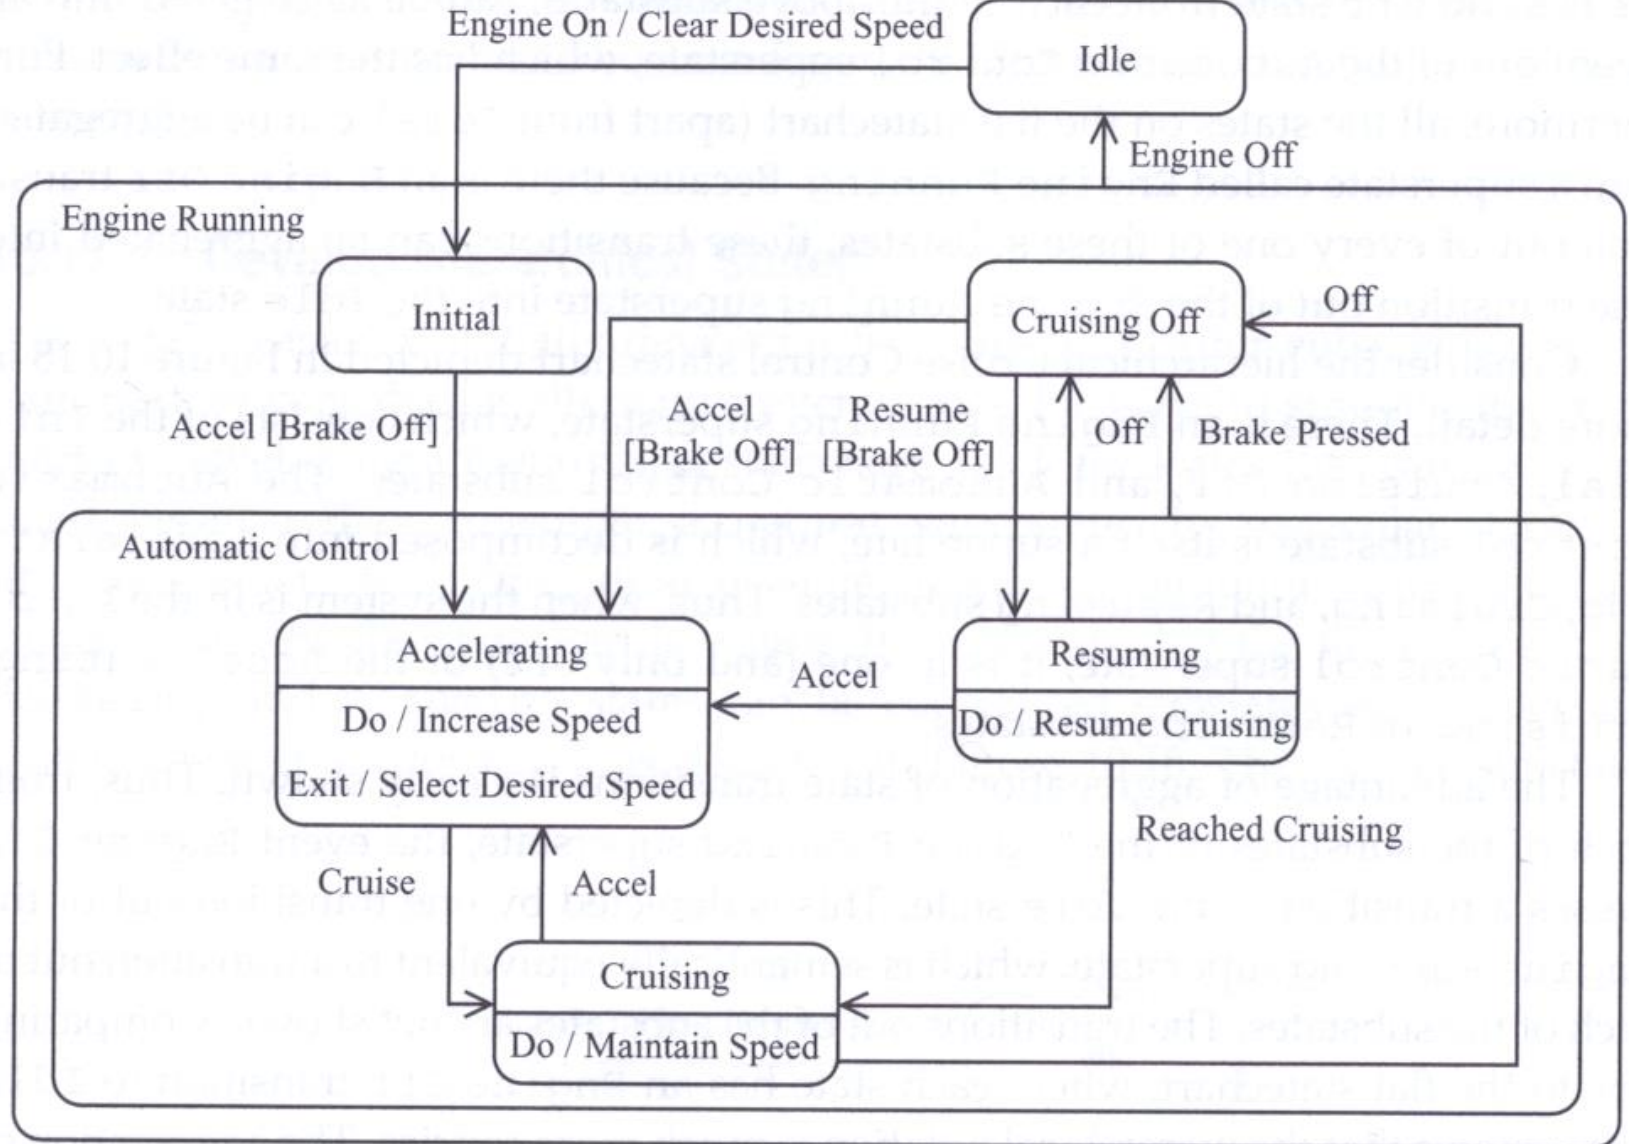 Engine On / Clear Desired Speed
Idle
Engine Off
Engine Running
Initial
Cruising Off
Off
Accel [Brake Off]
Accel
[Brake Off]
Resume
[Brake Off]
Off
Brake Pressed
Automatic Control
Accelerating
Do / Increase Speed
Exit / Select Desired Speed
Accel
Resuming
Do / Resume Cruising
Reached Cruising
Cruise
Accel
Cruising
Do / Maintain Speed